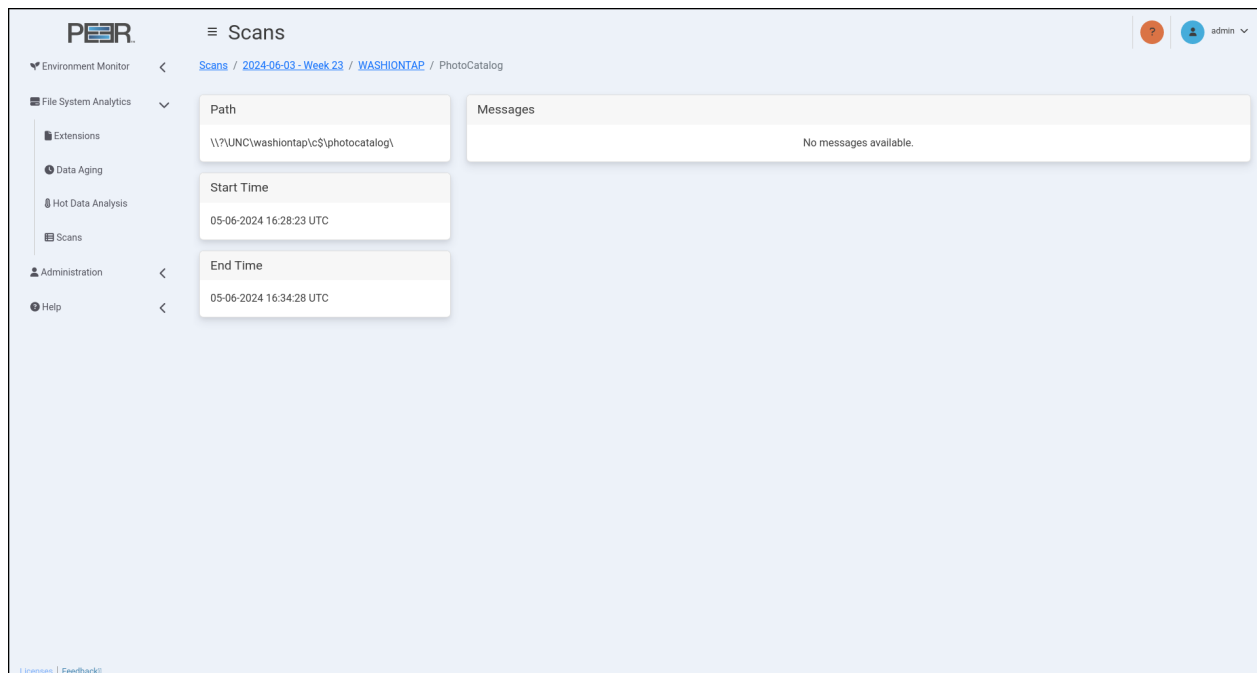 PEER
Scans
?
admin
Environment Monitor
Scans / 2024-06-03 - Week 23 / WASHIONTAP / PhotoCatalog
File System Analytics
Extensions
Data Aging
Hot Data Analysis
Scans
Administration
Help
Path
\\?\UNC\washiontap\c$\photocatalog\
Start Time
05-06-2024 16:28:23 UTC
End Time
05-06-2024 16:34:28 UTC
Messages
No messages available.
Licenses | Feedback